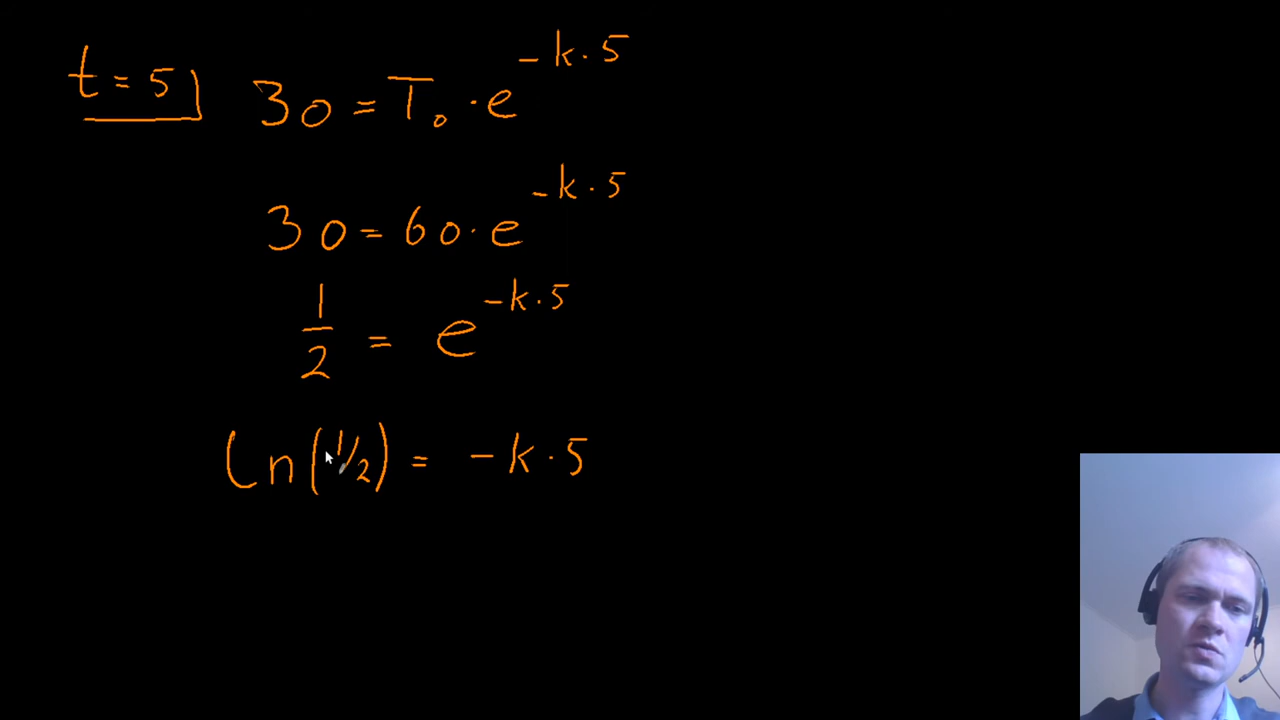 t = 5 30 = T₀ · e^{-k·5}
30 = 60 · e^{-k·5}
1/2 = e^{-k·5}
ln(1/2) = -k·5